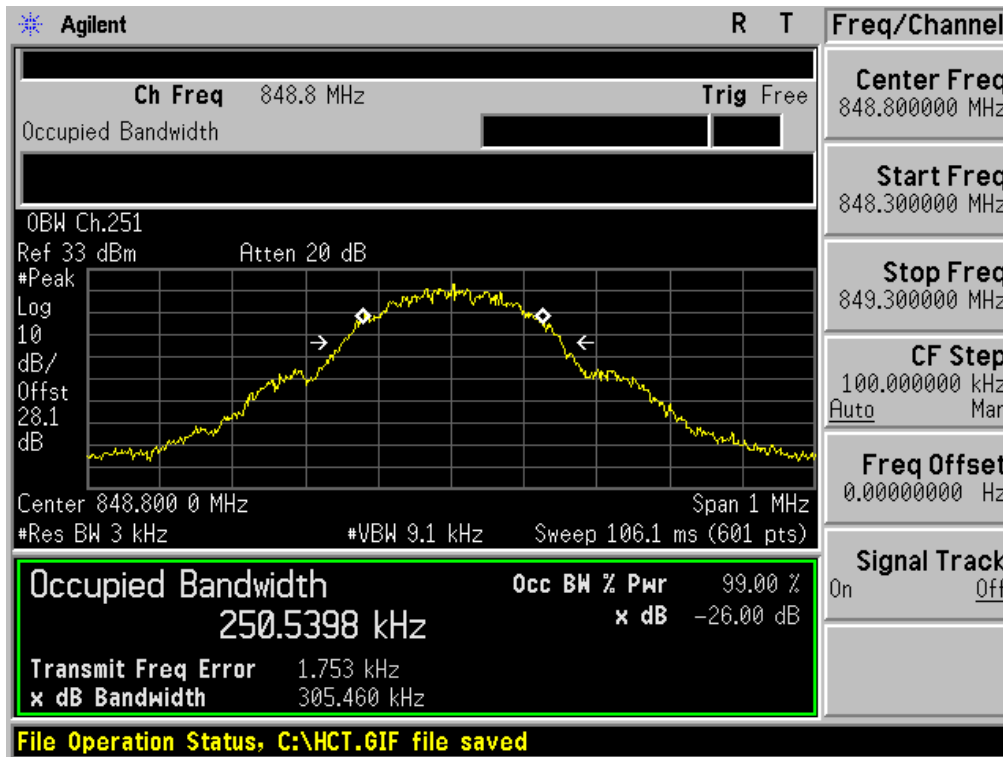 Agilent R T
Ch Freq 848.8 MHz Trig Free
Occupied Bandwidth
OBW Ch.251
Ref 33 dBm Atten 20 dB
#Peak
Log
10
dB/
Offst
28.1
dB
Center 848.800 0 MHz Span 1 MHz
#Res BW 3 kHz #VBW 9.1 kHz Sweep 106.1 ms (601 pts)
Occupied Bandwidth Occ BW % Pwr 99.00 %
250.5398 kHz x dB -26.00 dB
Transmit Freq Error 1.753 kHz
x dB Bandwidth 305.460 kHz
File Operation Status, C:\HCT.GIF file saved
Freq/Channel
Center Freq
848.800000 MHz
Start Freq
848.300000 MHz
Stop Freq
849.300000 MHz
CF Step
100.000000 kHz
Auto Man
Freq Offset
0.00000000 Hz
Signal Track
On Off